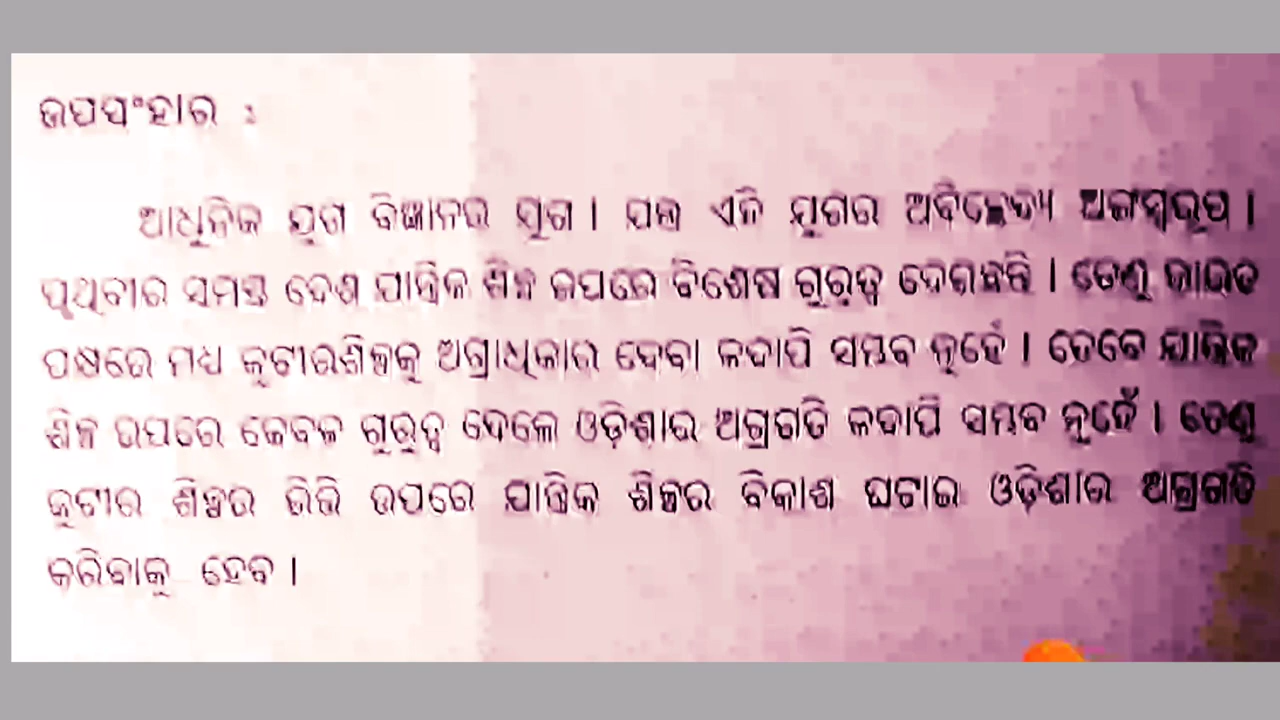 ଉପସଂହାର :
ଆଧୁନିକ ଯୁଗ ବିଜ୍ଞାନର ଯୁଗ । ଯନ୍ତ୍ର ଏହି ଯୁଗର ଅବିଚ୍ଛେଦ୍ୟ ଅଙ୍ଗସ୍ୱରୂପ ।
ପୃଥିବୀର ସମସ୍ତ ଦେଶ ଯାନ୍ତ୍ରିକ ଶିଳ୍ପ ଉପରେ ବିଶେଷ ଗୁରୁତ୍ୱ ଦେଉଛନ୍ତି । ତେଣୁ ଭାରତ
ପକ୍ଷରେ ମଧ୍ୟ କୁଟୀରଶିଳ୍ପକୁ ଅଗ୍ରାଧିକାର ଦେବା କଦାପି ସମ୍ଭବ ନୁହେଁ । ତେବେ ଯାନ୍ତ୍ରିକ
ଶିଳ୍ପ ଉପରେ କେବଳ ଗୁରୁତ୍ୱ ଦେଲେ ଓଡ଼ିଶାର ଅଗ୍ରଗତି କଦାପି ସମ୍ଭବ ନୁହେଁ । ତେଣୁ
କୁଟୀର ଶିଳ୍ପର ଭିତ୍ତି ଉପରେ ଯାନ୍ତ୍ରିକ ଶିଳ୍ପର ବିକାଶ ଘଟାଇ ଓଡ଼ିଶାର ଅଗ୍ରଗତି
କରିବାକୁ ହେବ ।